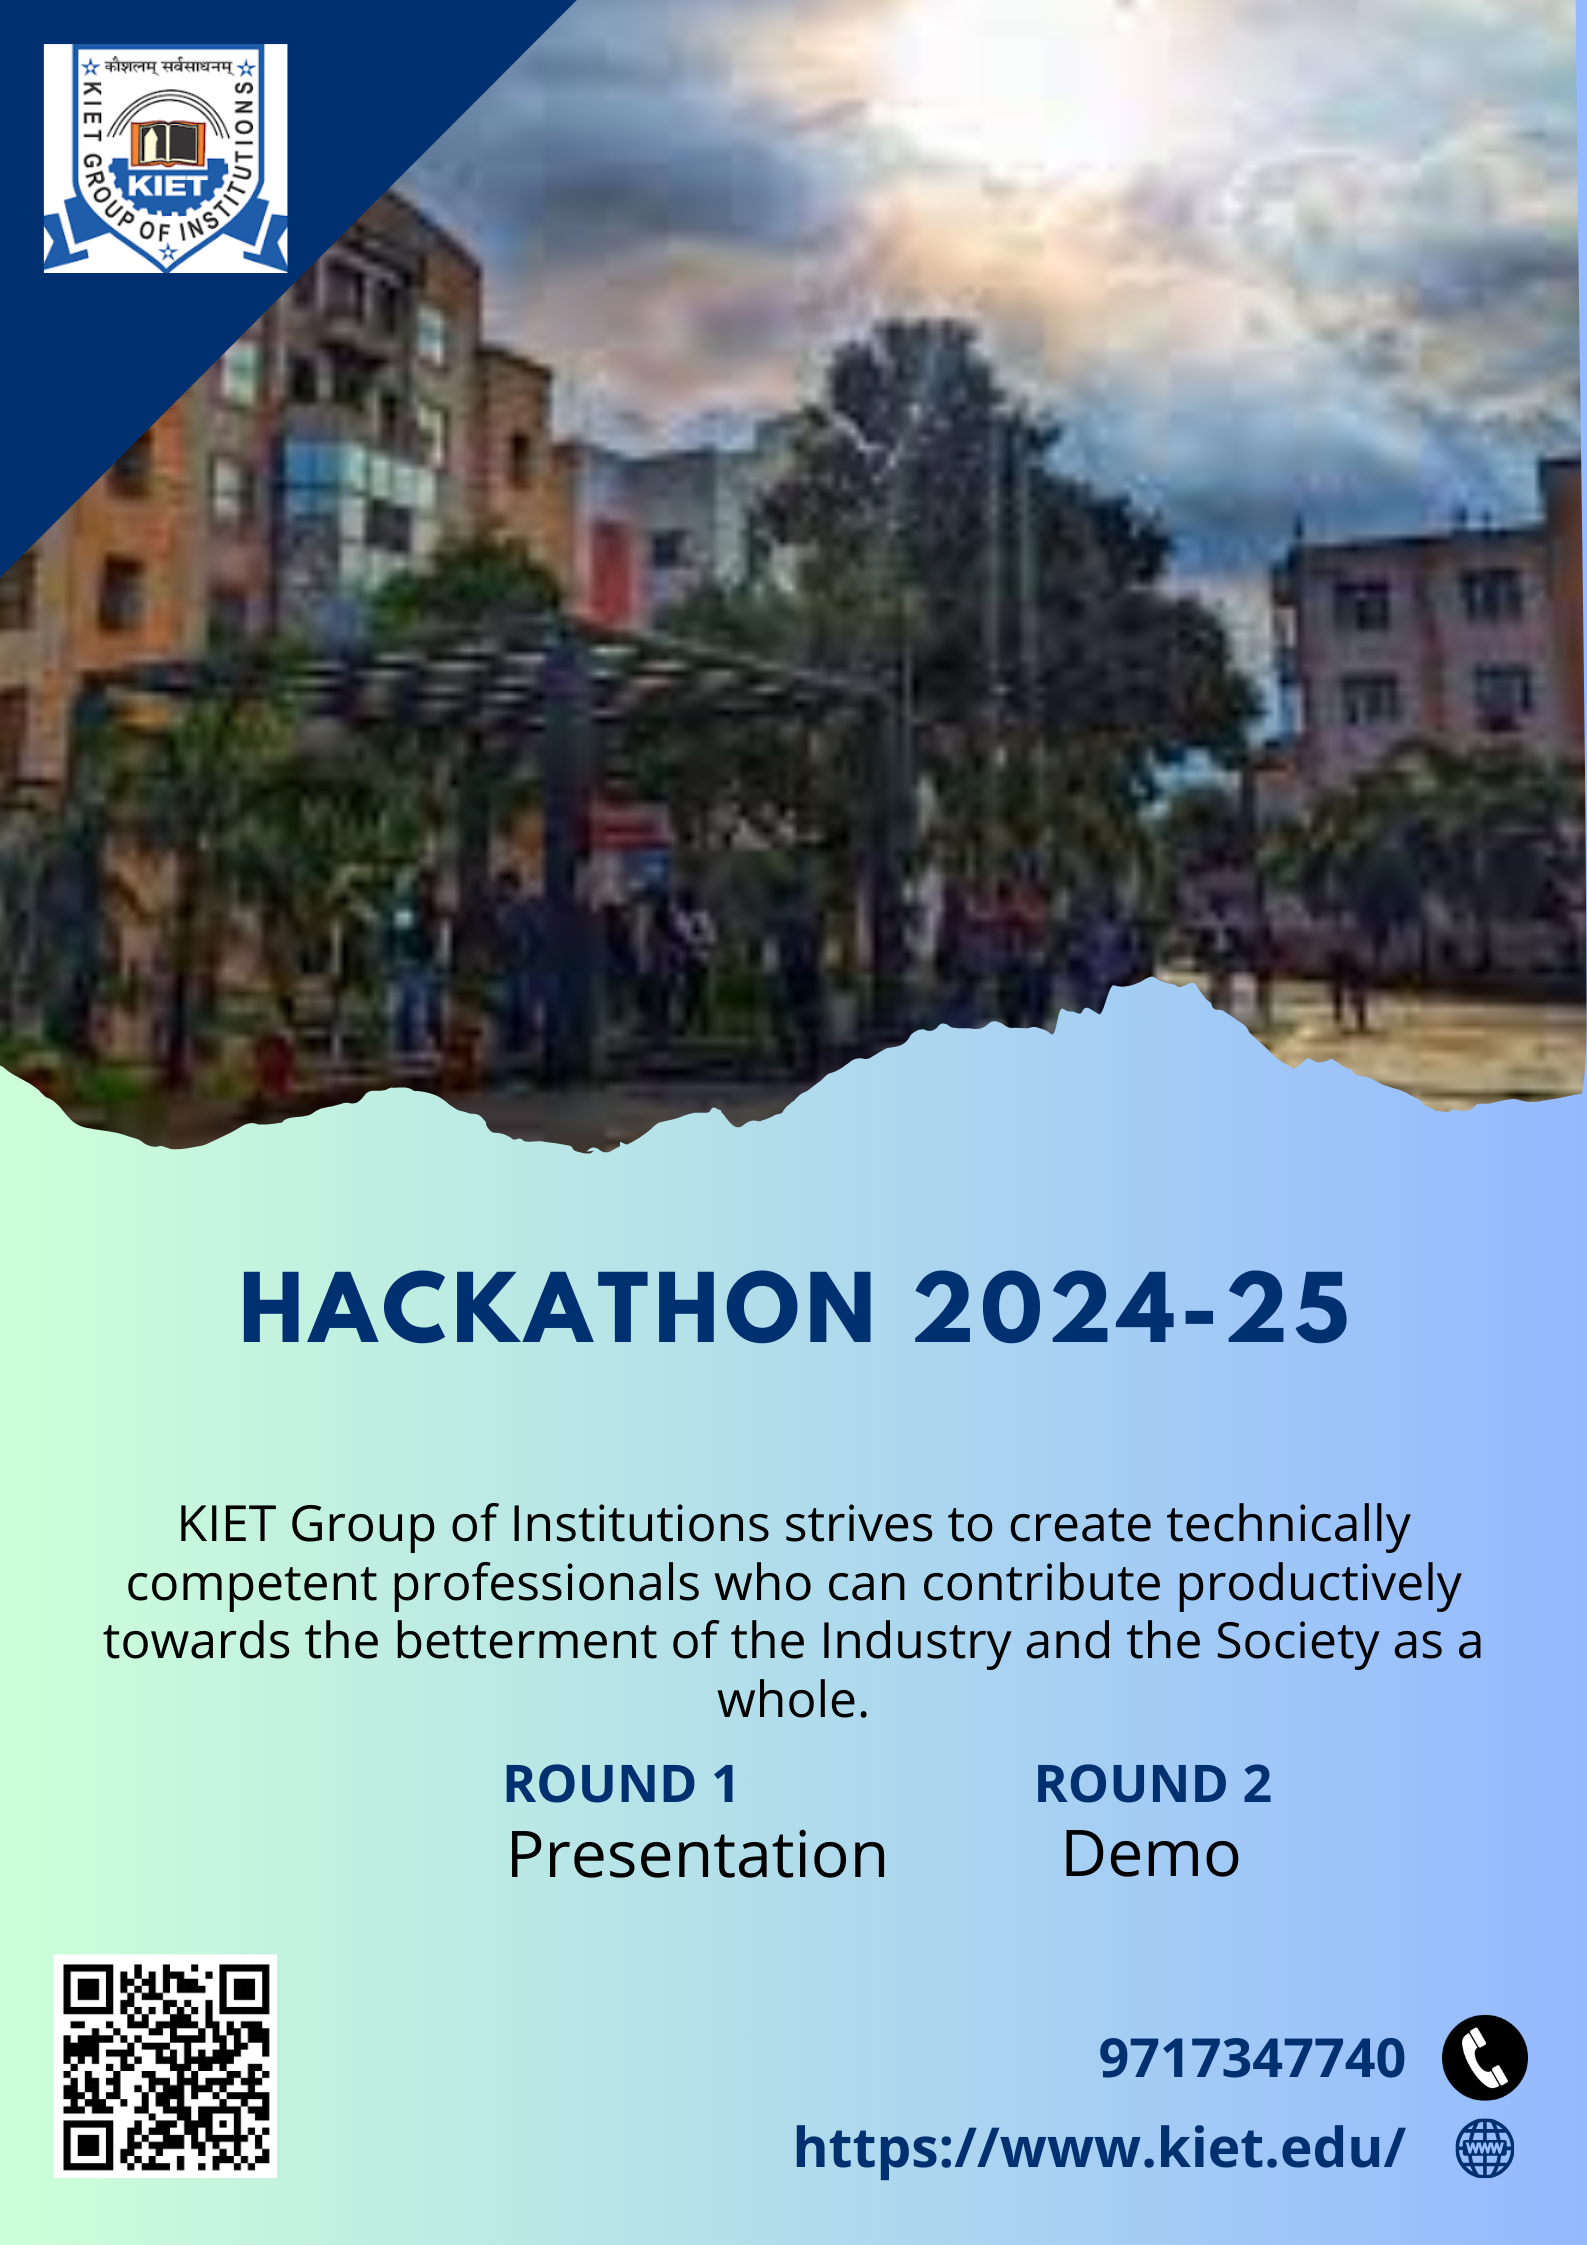 कौशलम् सर्वसाधनम्
KIET GROUP OF INSTITUTIONS
KIET
HACKATHON 2024-25
KIET Group of Institutions strives to create technically
competent professionals who can contribute productively
towards the betterment of the Industry and the Society as a
whole.
ROUND 1 ROUND 2
Presentation Demo
9717347740
https://www.kiet.edu/
www